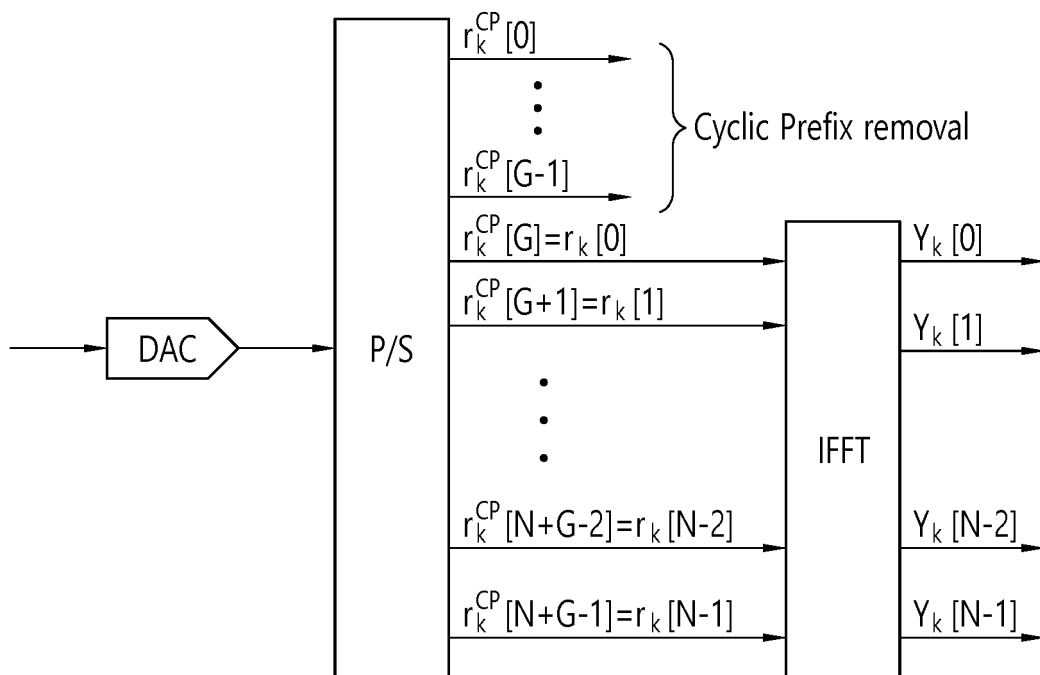 r_k^CP[0]
Cyclic Prefix removal
r_k^CP[G-1]
r_k^CP[G]=r_k[0]
Y_k[0]
r_k^CP[G+1]=r_k[1]
Y_k[1]
DAC
P/S
IFFT
r_k^CP[N+G-2]=r_k[N-2]
Y_k[N-2]
r_k^CP[N+G-1]=r_k[N-1]
Y_k[N-1]